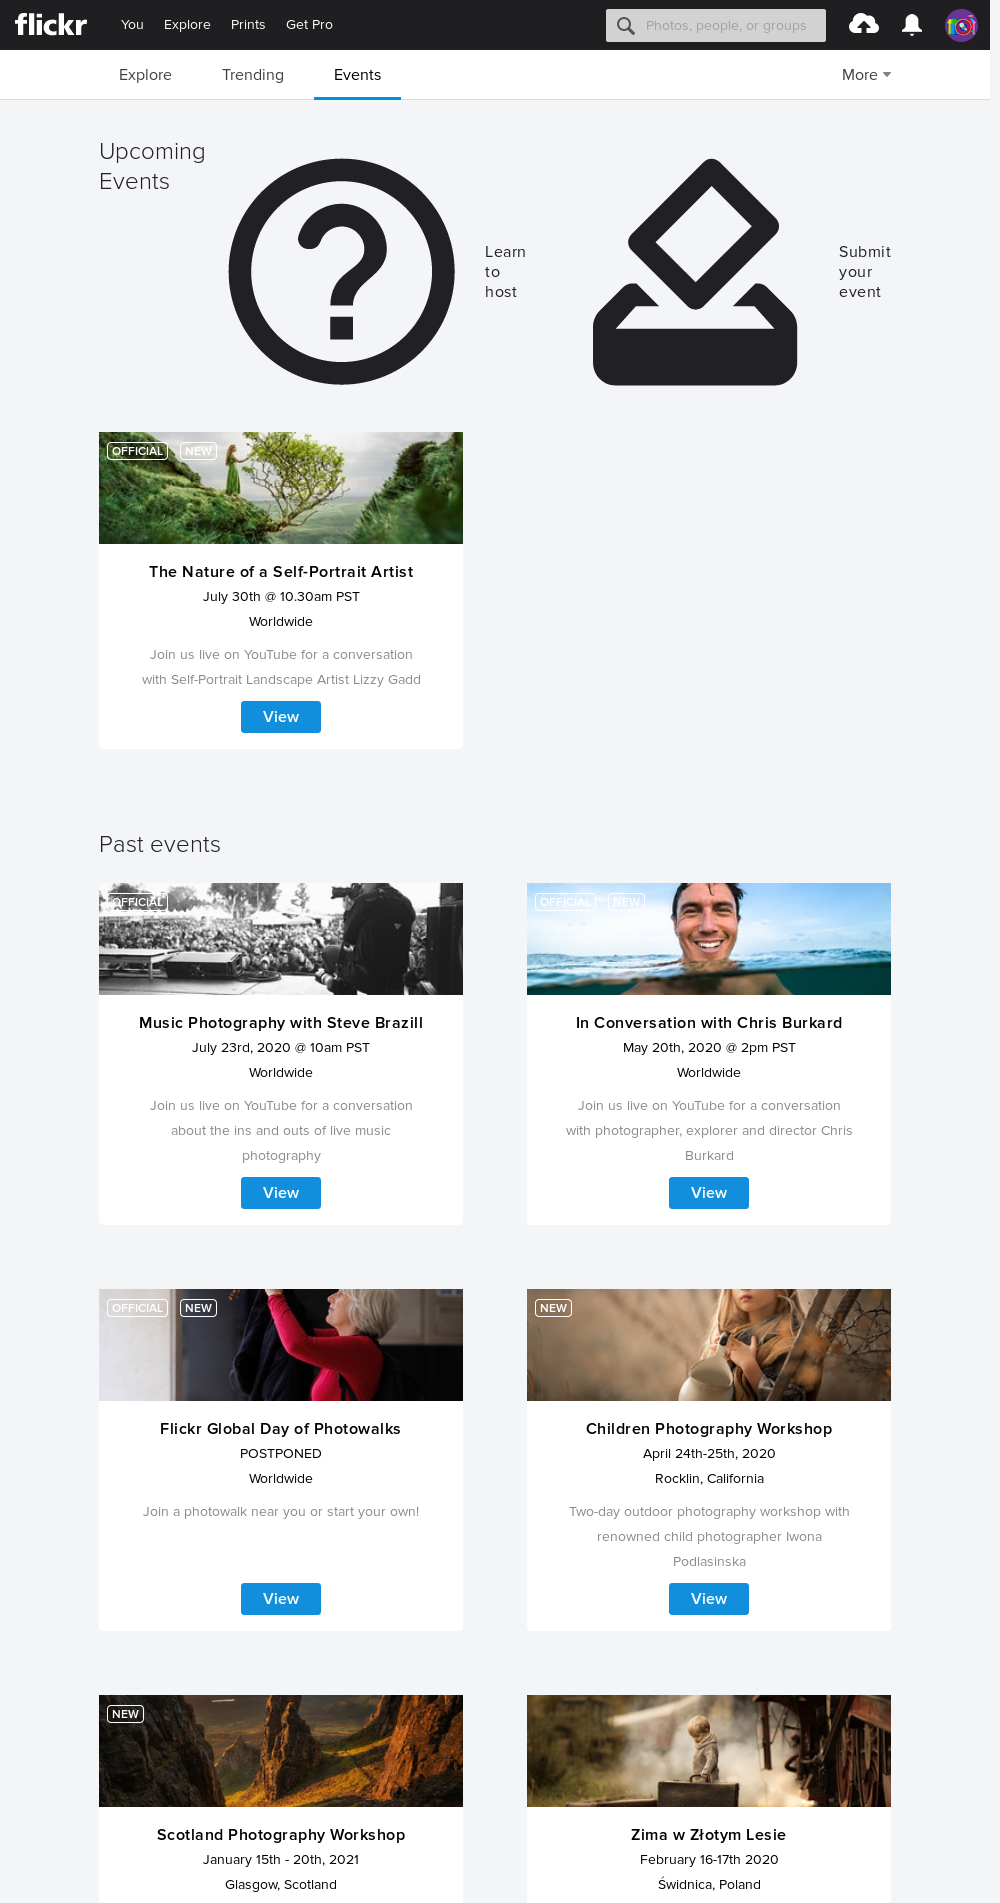 flickr You Explore Prints Get Pro Photos, people, or groups
Explore Trending Events More
Upcoming
Events
Learn
to
host
Submit
your
event
OFFICIAL NEW
The Nature of a Self-Portrait Artist
July 30th @ 10.30am PST
Worldwide
Join us live on YouTube for a conversation
with Self-Portrait Landscape Artist Lizzy Gadd
View
Past events
OFFICIAL
Music Photography with Steve Brazill
July 23rd, 2020 @ 10am PST
Worldwide
Join us live on YouTube for a conversation
about the ins and outs of live music
photography
View
OFFICIAL NEW
In Conversation with Chris Burkard
May 20th, 2020 @ 2pm PST
Worldwide
Join us live on YouTube for a conversation
with photographer, explorer and director Chris
Burkard
View
OFFICIAL NEW
Flickr Global Day of Photowalks
POSTPONED
Worldwide
Join a photowalk near you or start your own!
View
NEW
Children Photography Workshop
April 24th-25th, 2020
Rocklin, California
Two-day outdoor photography workshop with
renowned child photographer Iwona
Podlasinska
View
NEW
Scotland Photography Workshop
January 15th - 20th, 2021
Glasgow, Scotland
Zima w Złotym Lesie
February 16-17th 2020
Świdnica, Poland